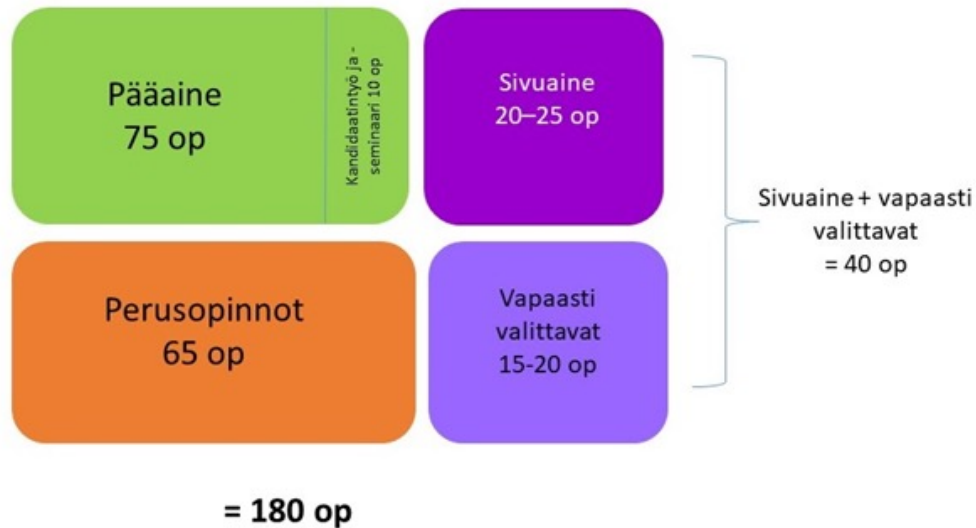 Pääaine
75 op
Kandidaatintyö ja -
seminaari 10 op
Sivuaine
20–25 op
Sivuaine + vapaasti
valittavat
= 40 op
Perusopinnot
65 op
Vapaasti
valittavat
15-20 op
= 180 op